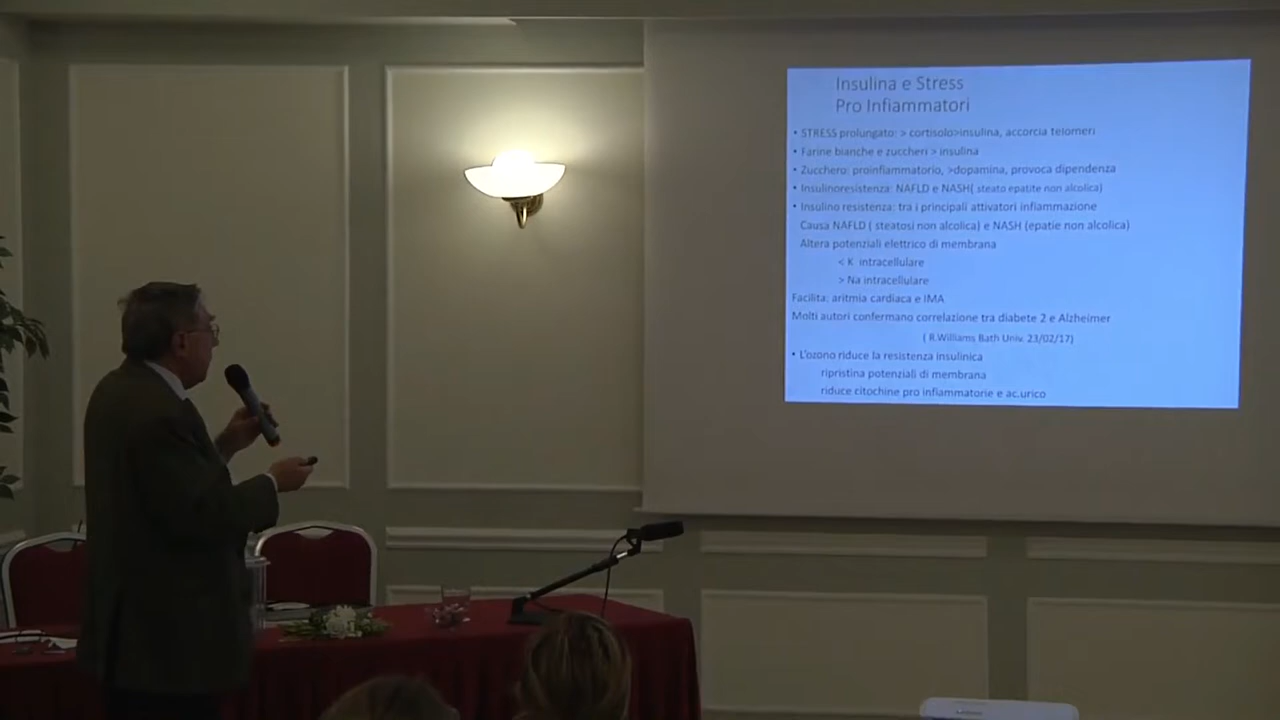 Insulina e Stress
Pro Infiammatori
• STRESS prolungato: > cortisolo>insulina, accorcia telomeri
• Farine bianche e zuccheri > insulina
• Zucchero: proinfiammatorio, >dopamina, provoca dipendenza
• Insulinoresistenza: NAFLD e NASH( steato epatite non alcolica)
• Insulino resistenza: tra i principali attivatori infiammazione
Causa NAFLD ( steatosi non alcolica) e NASH (epatie non alcolica)
Altera potenziali elettrico di membrana
< K intracellulare
> Na intracellulare
Facilita: aritmia cardiaca e IMA
Molti autori confermano correlazione tra diabete 2 e Alzheimer
( R.Williams Bath Univ. 23/02/17)
• L'ozono riduce la resistenza insulinica
ripristina potenziali di membrana
riduce citochine pro infiammatorie e ac.urico